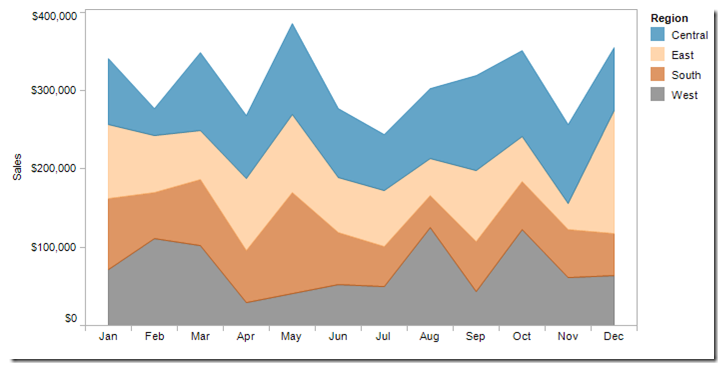 $400,000
$300,000
$200,000
$100,000
$0
Sales
Jan Feb Mar Apr May Jun Jul Aug Sep Oct Nov Dec
Region
Central
East
South
West